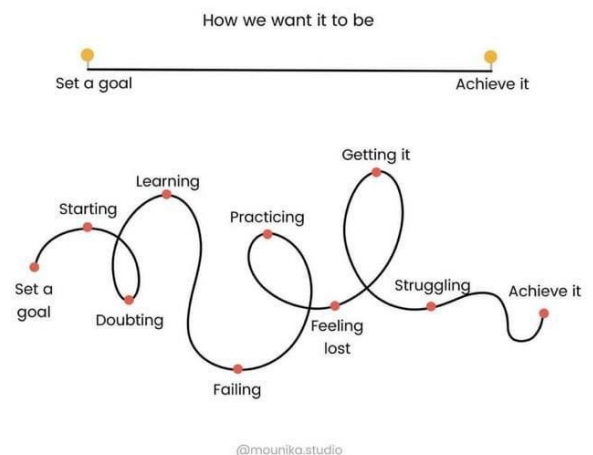 How we want it to be
Set a goal
Achieve it
Getting it
Learning
Starting
Practicing
Struggling
Set a
goal
Achieve it
Doubting
Feeling
lost
Failing
@mounika.studio